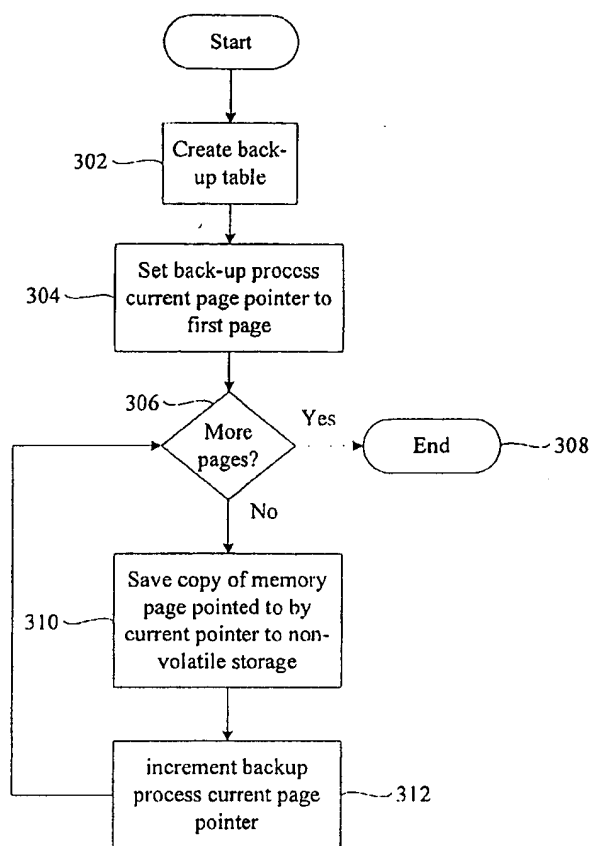 Start
302
Create back-
up table
304
Set back-up process
current page pointer to
first page
306
More
pages?
Yes
End
308
No
310
Save copy of memory
page pointed to by
current pointer to non-
volatile storage
increment backup
process current page
pointer
312